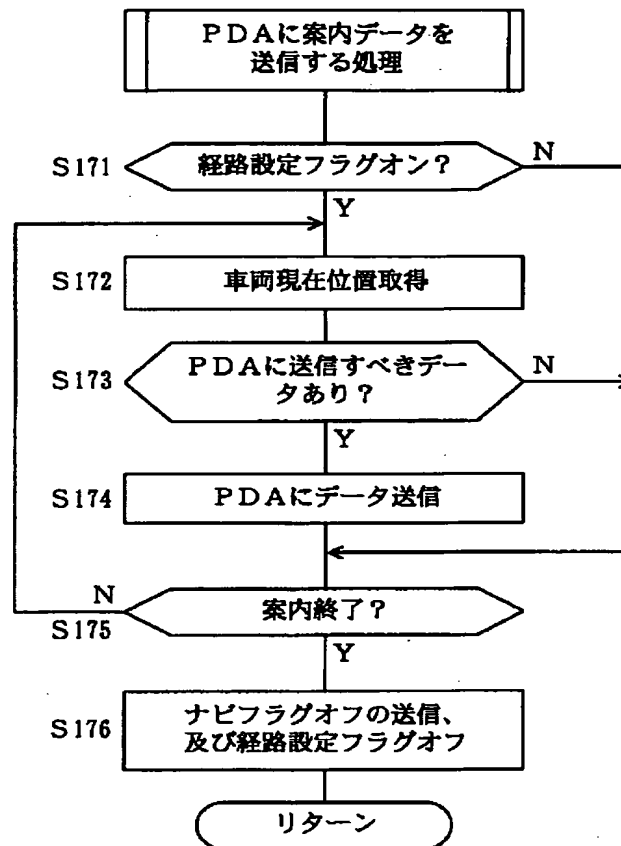 ＰＤＡに案内データを
送信する処理
S171
経路設定フラグオン？
N
Y
S172
車両現在位置取得
S173
ＰＤＡに送信すべきデー
タあり？
N
Y
S174
ＰＤＡにデータ送信
N
S175
案内終了？
Y
S176
ナビフラグオフの送信、
及び経路設定フラグオフ
リターン